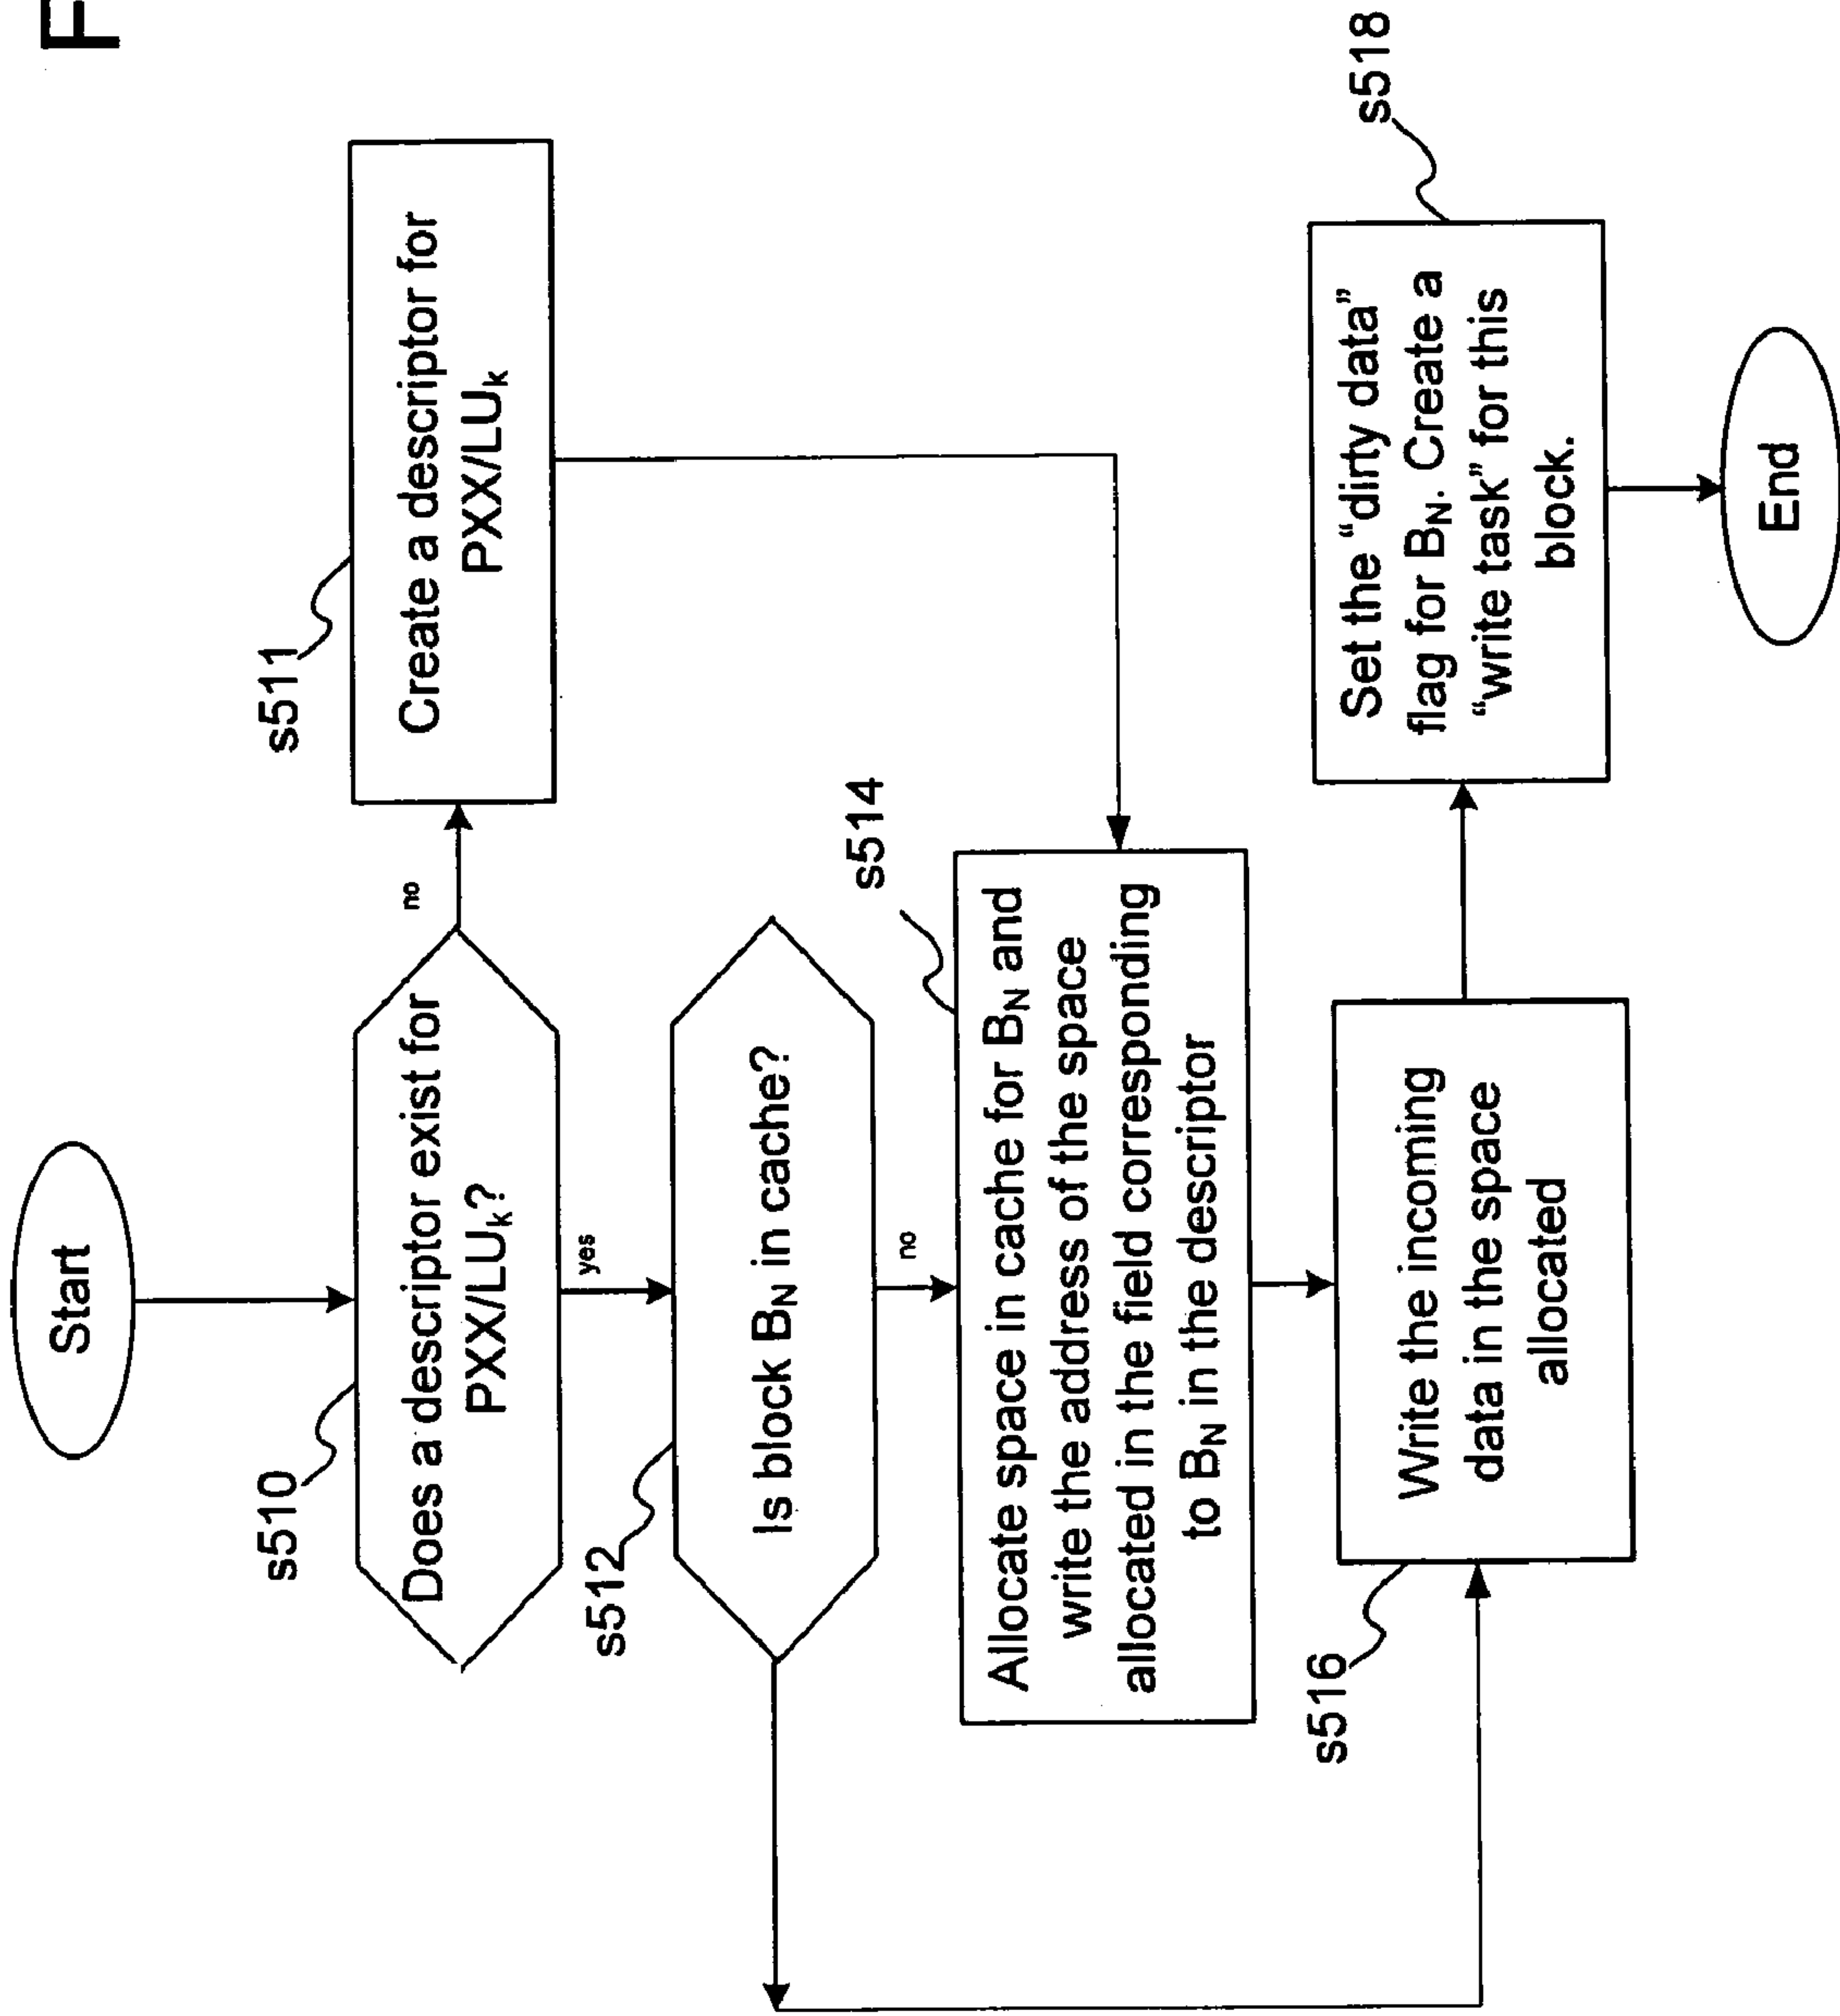 F
Start
s510
Does a descriptor exist for
PXX/LUk?
no
s511
Create a descriptor for
PXX/LUk
yes
s512
Is block BN in cache?
no
s514
Allocate space in cache for BN and
write the address of the space
allocated in the field corresponding
to BN in the descriptor
s516
Write the incoming
data in the space
allocated
s518
Set the “dirty data”
flag for BN. Create a
“write task” for this
block.
End